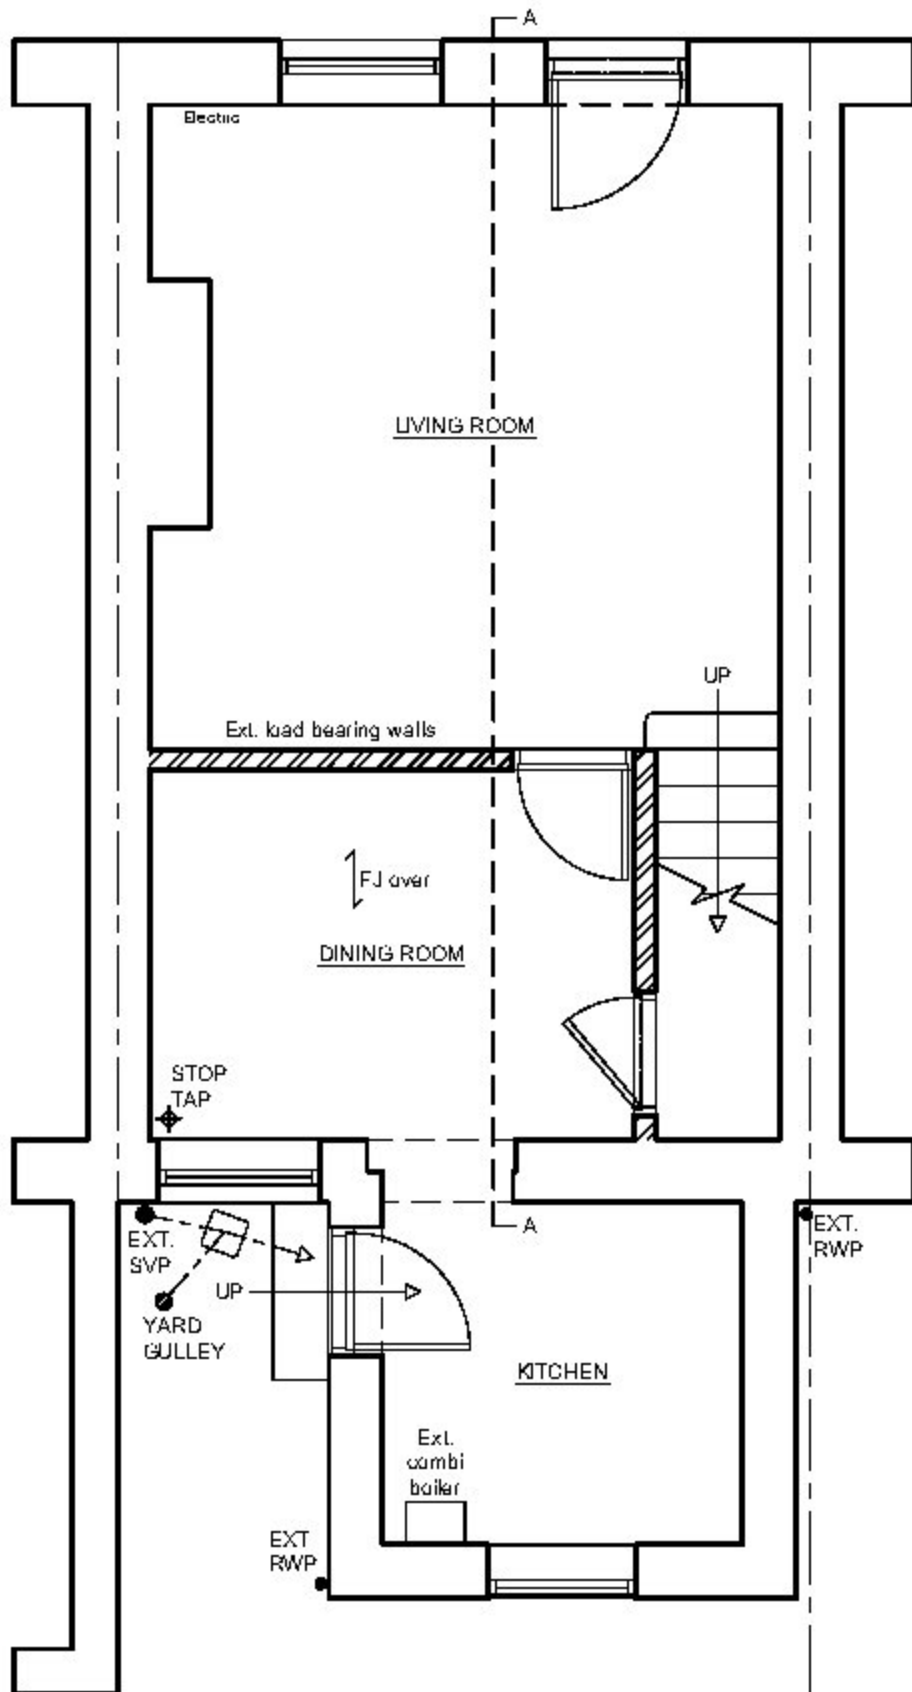 A
Electric
LIVING ROOM
UP
Ext. load bearing walls
FJ over
DINING ROOM
STOP
TAP
A
EXT.
SVP
EXT.
RWP
UP
YARD
GULLEY
KITCHEN
Ext.
combi
boiler
EXT
RWP